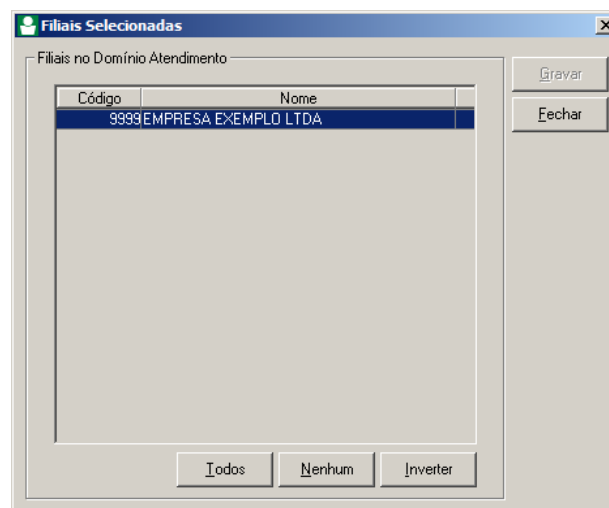 Filiais Selecionadas
Filiais no Domínio Atendimento
Gravar
Código Nome
9999 EMPRESA EXEMPLO LTDA
Fechar
Todos Nenhum Inverter